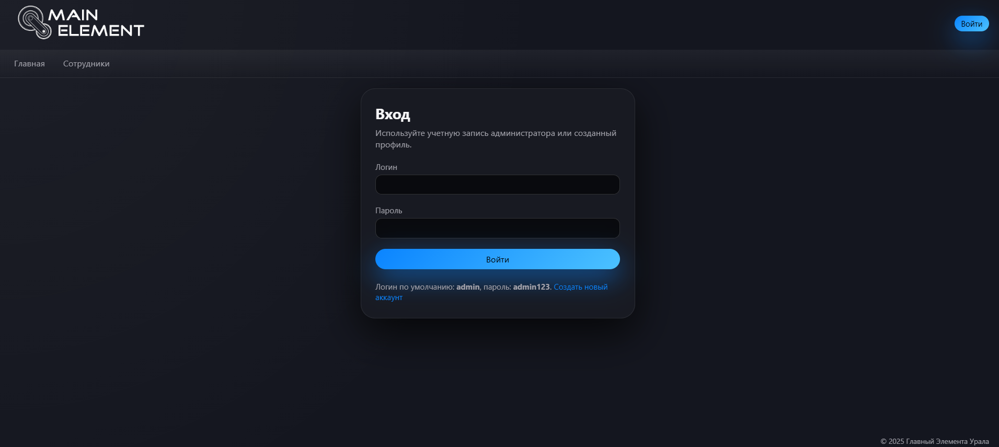 MAIN
ELEMENT
Войти
Главная Сотрудники
Вход
Используйте учетную запись администратора или созданный
профиль.
Логин
Пароль
Войти
Логин по умолчанию: admin, пароль: admin123. Создать новый
аккаунт
© 2025 Главный Элемента Урала